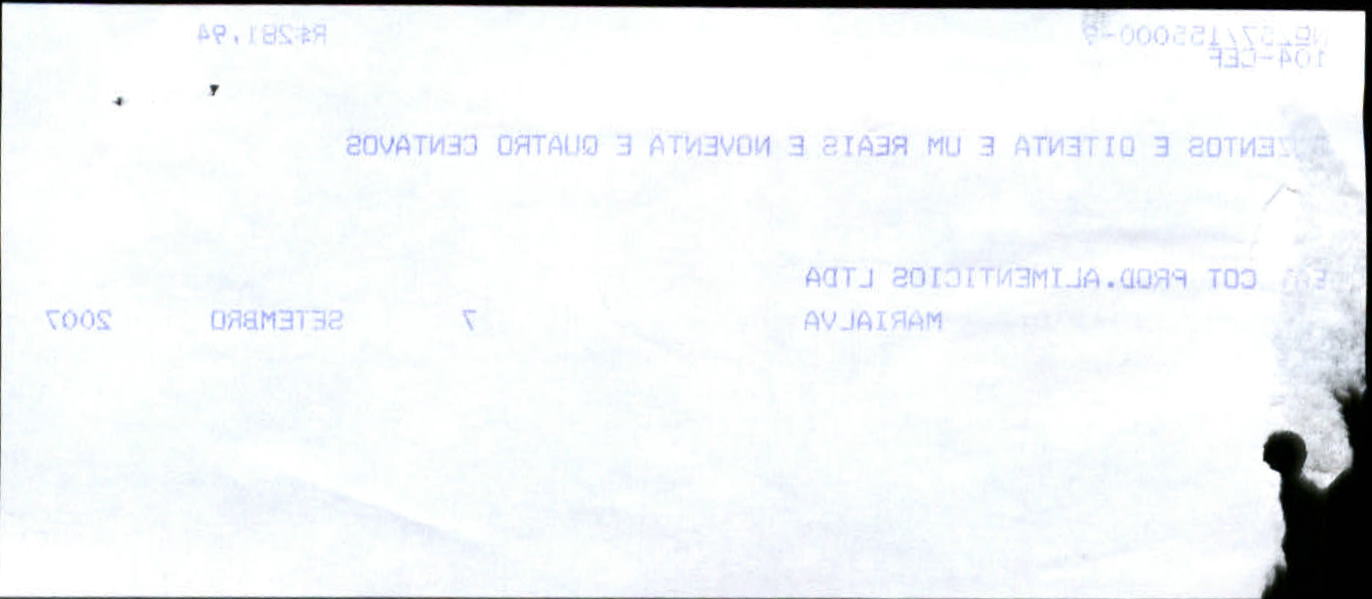 R$281,94
104-CEF
ZENTOS E OITENTA E UM REAIS E NOVENTA E QUATRO CENTAVOS
COT PROD.ALIMENTICIOS LTDA
MARIALVA 7 SETEMBRO 2007